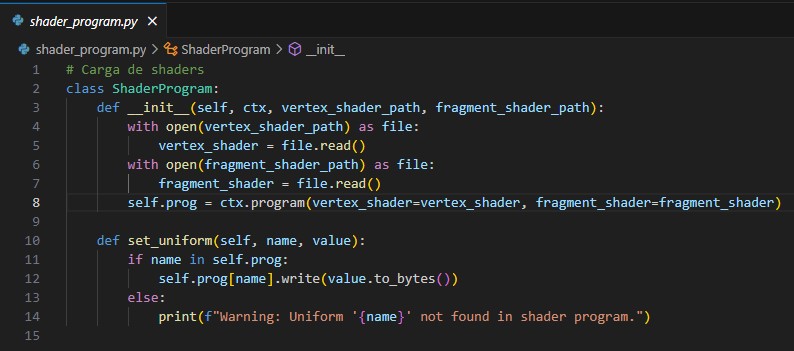 shader_program.py
shader_program.py > ShaderProgram > __init__
1 # Carga de shaders
2 class ShaderProgram:
3     def __init__(self, ctx, vertex_shader_path, fragment_shader_path):
4         with open(vertex_shader_path) as file:
5             vertex_shader = file.read()
6         with open(fragment_shader_path) as file:
7             fragment_shader = file.read()
8         self.prog = ctx.program(vertex_shader=vertex_shader, fragment_shader=fragment_shader)
9
10     def set_uniform(self, name, value):
11         if name in self.prog:
12             self.prog[name].write(value.to_bytes())
13         else:
14             print(f"Warning: Uniform '{name}' not found in shader program.")
15